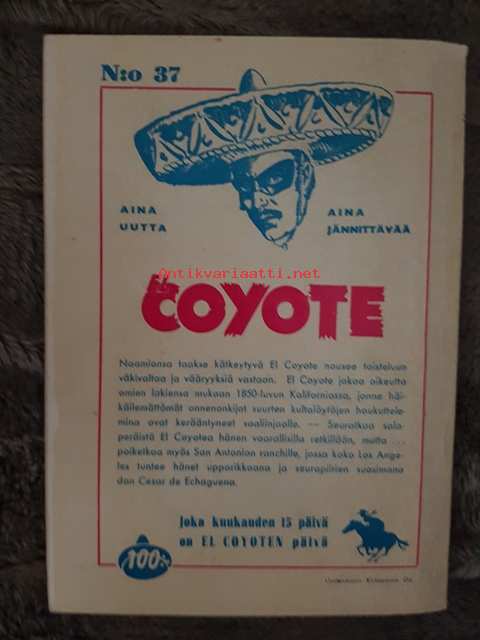 N:o 37
AINA
UUTTA
AINA
JÄNNITTÄVÄÄ
Antikvariaatti.net
EL
COYOTE
Naamionsa taakse kätkeytyvä El Coyote nousee taisteluun
väkivaltaa ja vääryyksiä vastaan. El Coyote jakaa oikeutta
omien lakiensa mukaan 1850-luvun Kaliforniassa, jonne häi-
käilemättömät onnenonkijat suurten kultalöytöjen houkuttele-
mina ovat kerääntyneet saaliinjaolle. — Seuratkaa sala-
peräistä El Coyotea hänen vaarallisilla retkillään, mutta ...
poiketkaa myös San Antonion ranchille, jossa koko Los Ange-
les tuntee hänet upporikkaana ja seurapiirien suosimana
don Cesar de Echaguena.
Joka kuukauden 15 päivä
on EL COYOTEN päivä
100%